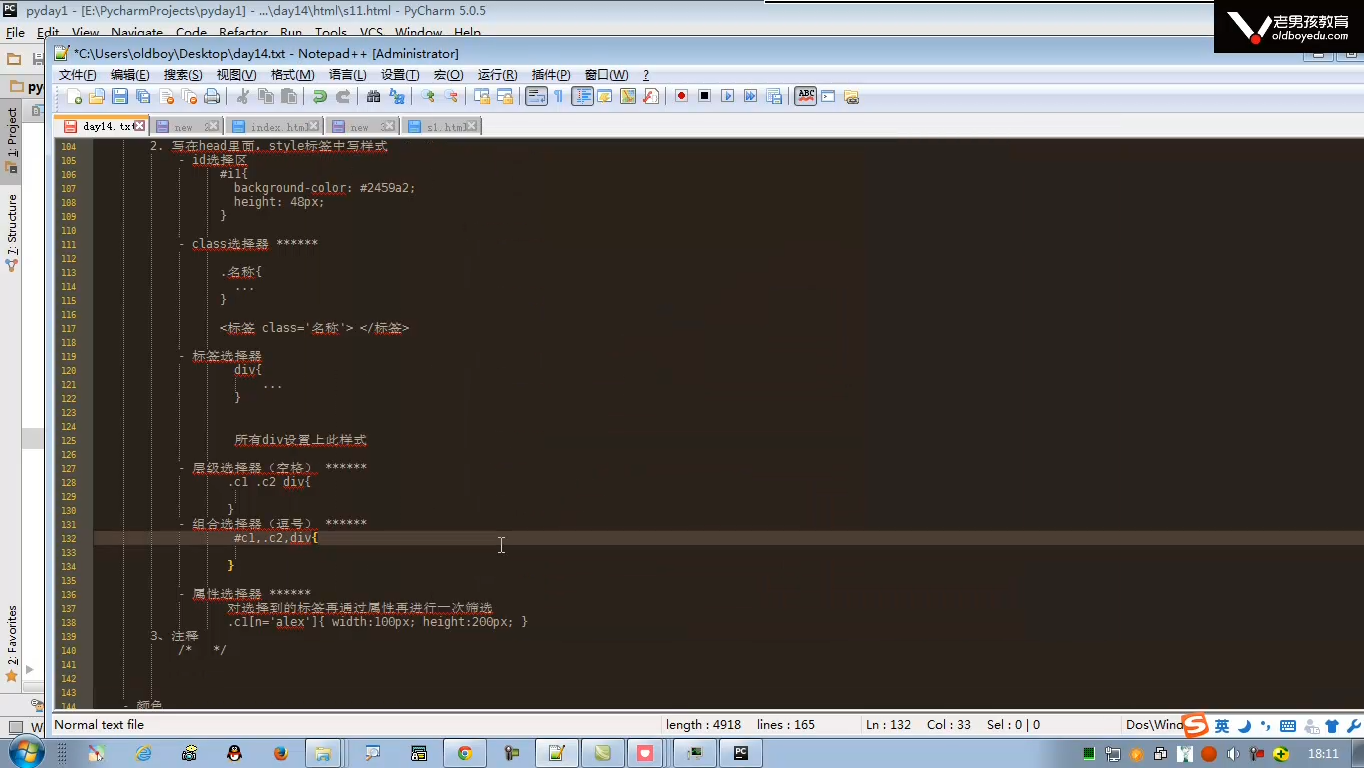 pyday1 - [E:\PycharmProjects\pyday1] - ...\day14\html\s11.html - PyCharm 5.0.5
File Edit View Navigate Code Refactor Run Tools VCS Window Help
老男孩教育
oldboyedu.com
*C:\Users\oldboy\Desktop\day14.txt - Notepad++ [Administrator]
文件(F) 编辑(E) 搜索(S) 视图(V) 格式(M) 语言(L) 设置(T) 宏(O) 运行(R) 插件(P) 窗口(W) ?
day14.txt new 2 index.html new 3 s1.html
py
1: Project
7: Structure
2: Favorites
104 2. 写在head里面，style标签中写样式
105 - id选择区
106 #i1{
107 background-color: #2459a2;
108 height: 48px;
109 }
110
111 - class选择器 ******
112
113 .名称{
114 ...
115 }
116
117 <标签 class='名称'> </标签>
118
119 - 标签选择器
120 div{
121 ...
122 }
123
124
125 所有div设置上此样式
126
127 - 层级选择器（空格） ******
128 .c1 .c2 div{
129
130 }
131 - 组合选择器（逗号） ******
132 #c1,.c2,div{
133
134 }
135
136 - 属性选择器 ******
137 对选择到的标签再通过属性再进行一次筛选
138 .c1[n='alex']{ width:100px; height:200px; }
139 3、注释
140 /* */
141
142
143
144 - 颜色
Normal text file length : 4918 lines : 165 Ln : 132 Col : 33 Sel : 0 | 0 Dos\Wind
英
18:11